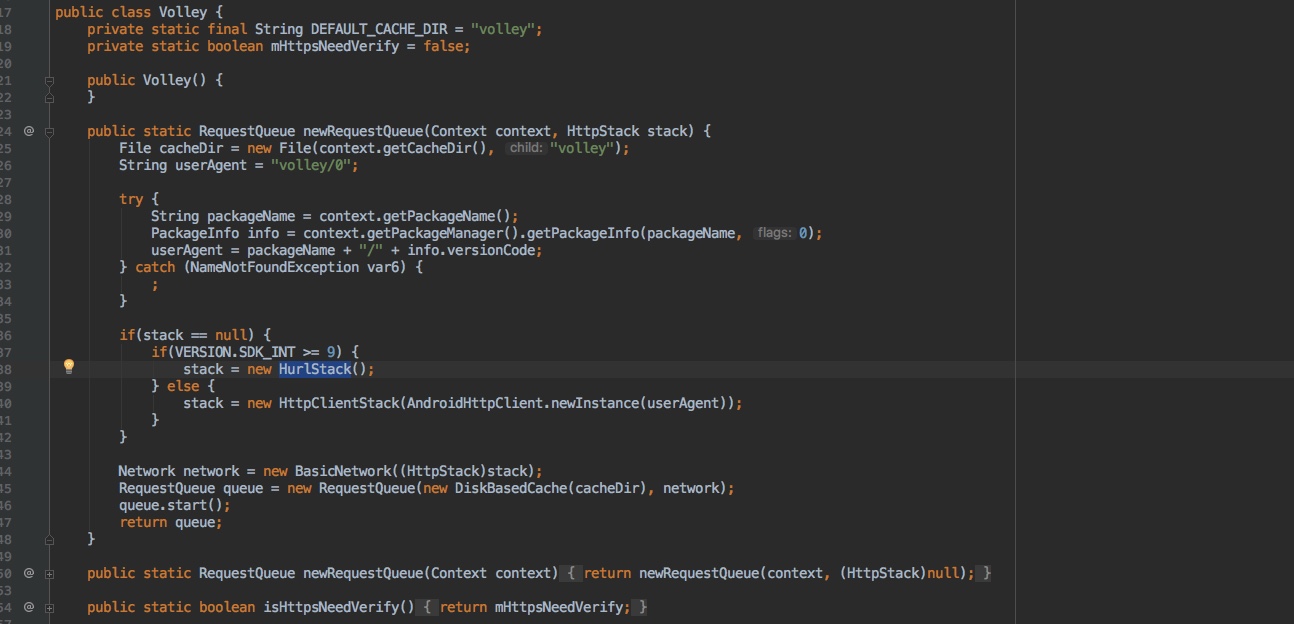 17 public class Volley {
18 private static final String DEFAULT_CACHE_DIR = "volley";
19 private static boolean mHttpsNeedVerify = false;
20
21 public Volley() {
22 }
23
24 @ public static RequestQueue newRequestQueue(Context context, HttpStack stack) {
25 File cacheDir = new File(context.getCacheDir(), child: "volley");
26 String userAgent = "volley/0";
27
28 try {
29 String packageName = context.getPackageName();
30 PackageInfo info = context.getPackageManager().getPackageInfo(packageName, flags: 0);
31 userAgent = packageName + "/" + info.versionCode;
32 } catch (NameNotFoundException var6) {
33 ;
34 }
35
36 if(stack == null) {
37 if(VERSION.SDK_INT >= 9) {
38 stack = new HurlStack();
39 } else {
40 stack = new HttpClientStack(AndroidHttpClient.newInstance(userAgent));
41 }
42 }
43
44 Network network = new BasicNetwork((HttpStack)stack);
45 RequestQueue queue = new RequestQueue(new DiskBasedCache(cacheDir), network);
46 queue.start();
47 return queue;
48 }
49
50 @ public static RequestQueue newRequestQueue(Context context) { return newRequestQueue(context, (HttpStack)null); }
53
54 @ public static boolean isHttpsNeedVerify() { return mHttpsNeedVerify; }
57